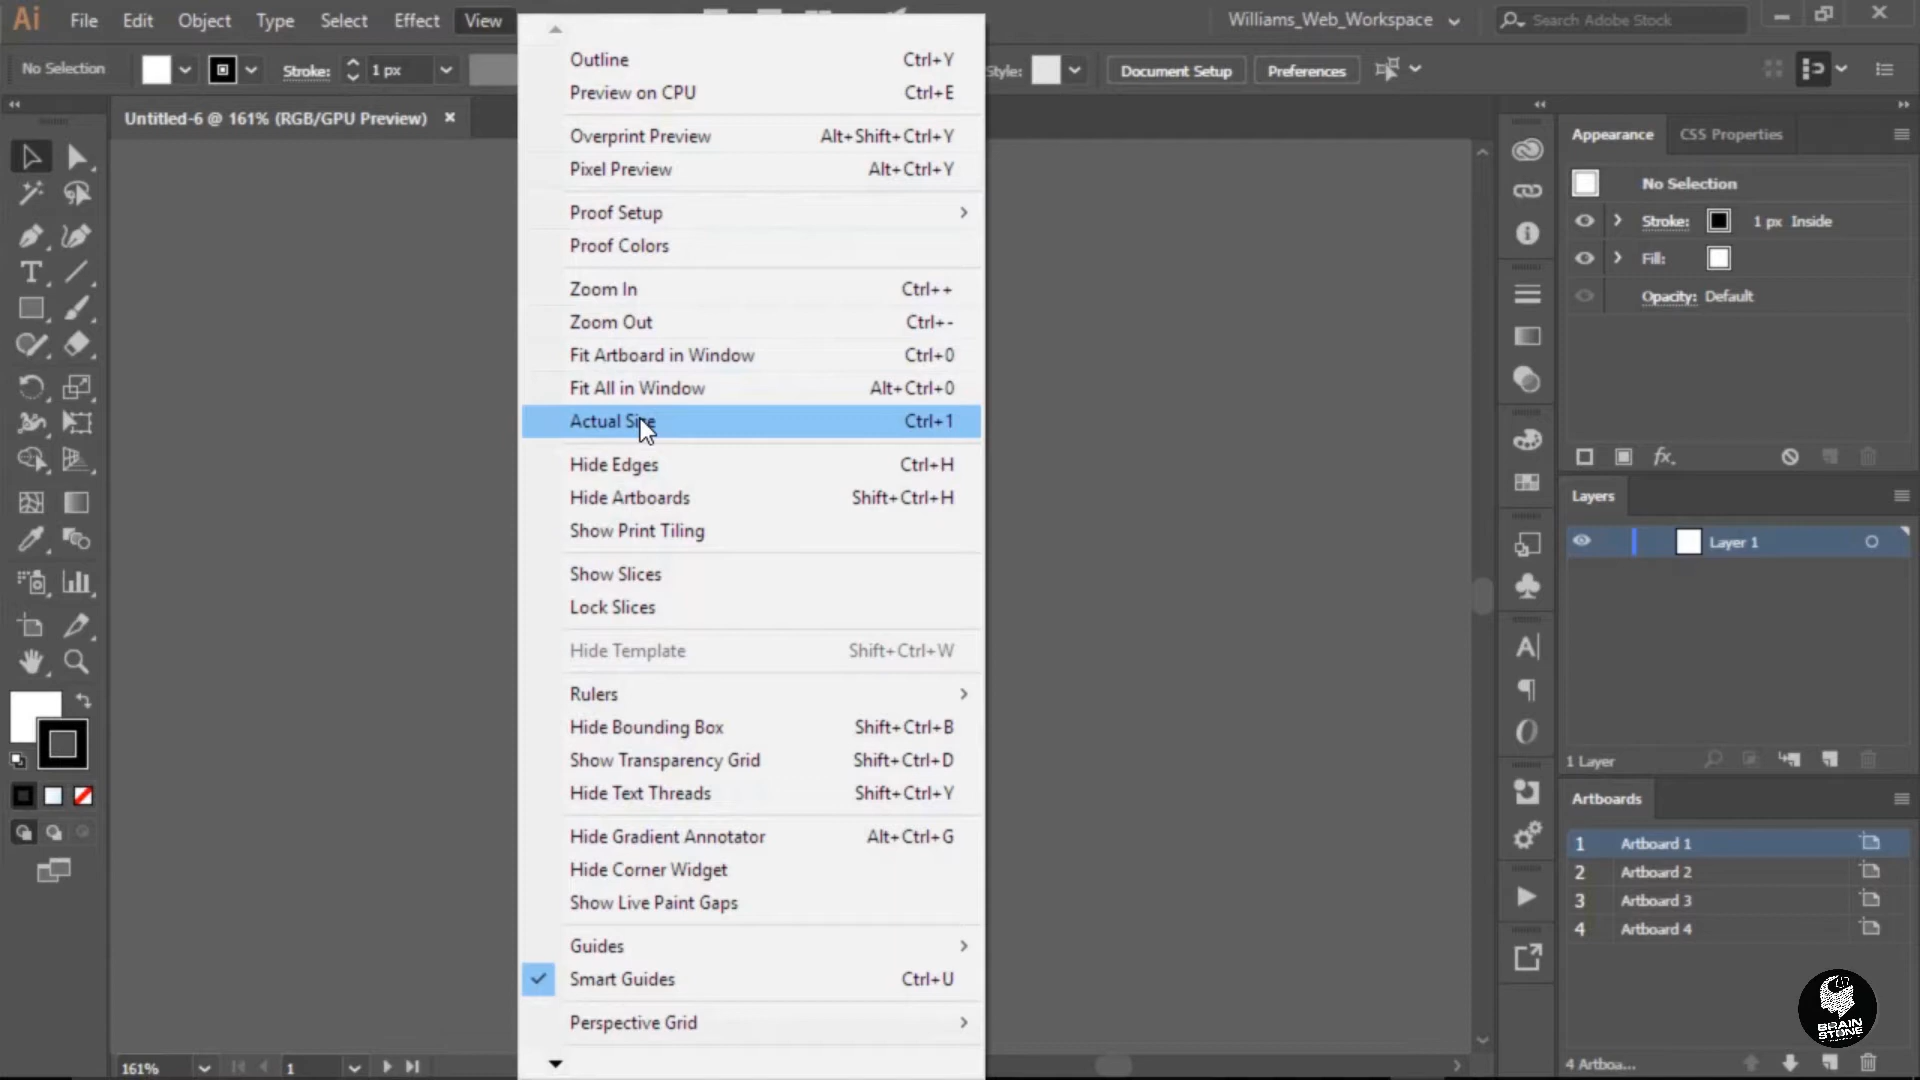 Ai File Edit Object Type Select Effect View
Williams_Web_Workspace
Search Adobe Stock
No Selection
Stroke: 1 px
Style:
Document Setup
Preferences
Untitled-6 @ 161% (RGB/GPU Preview)
Outline Ctrl+Y
Preview on CPU Ctrl+E
Overprint Preview Alt+Shift+Ctrl+Y
Pixel Preview Alt+Ctrl+Y
Proof Setup
Proof Colors
Zoom In Ctrl++
Zoom Out Ctrl+-
Fit Artboard in Window Ctrl+0
Fit All in Window Alt+Ctrl+0
Actual Size Ctrl+1
Hide Edges Ctrl+H
Hide Artboards Shift+Ctrl+H
Show Print Tiling
Show Slices
Lock Slices
Hide Template Shift+Ctrl+W
Rulers
Hide Bounding Box Shift+Ctrl+B
Show Transparency Grid Shift+Ctrl+D
Hide Text Threads Shift+Ctrl+Y
Hide Gradient Annotator Alt+Ctrl+G
Hide Corner Widget
Show Live Paint Gaps
Guides
Smart Guides Ctrl+U
Perspective Grid
Appearance CSS Properties
No Selection
Stroke: 1 px Inside
Fill:
Opacity: Default
fx.
Layers
Layer 1
1 Layer
Artboards
1 Artboard 1
2 Artboard 2
3 Artboard 3
4 Artboard 4
4 Artboa...
161%
1
BRAIN
STONE